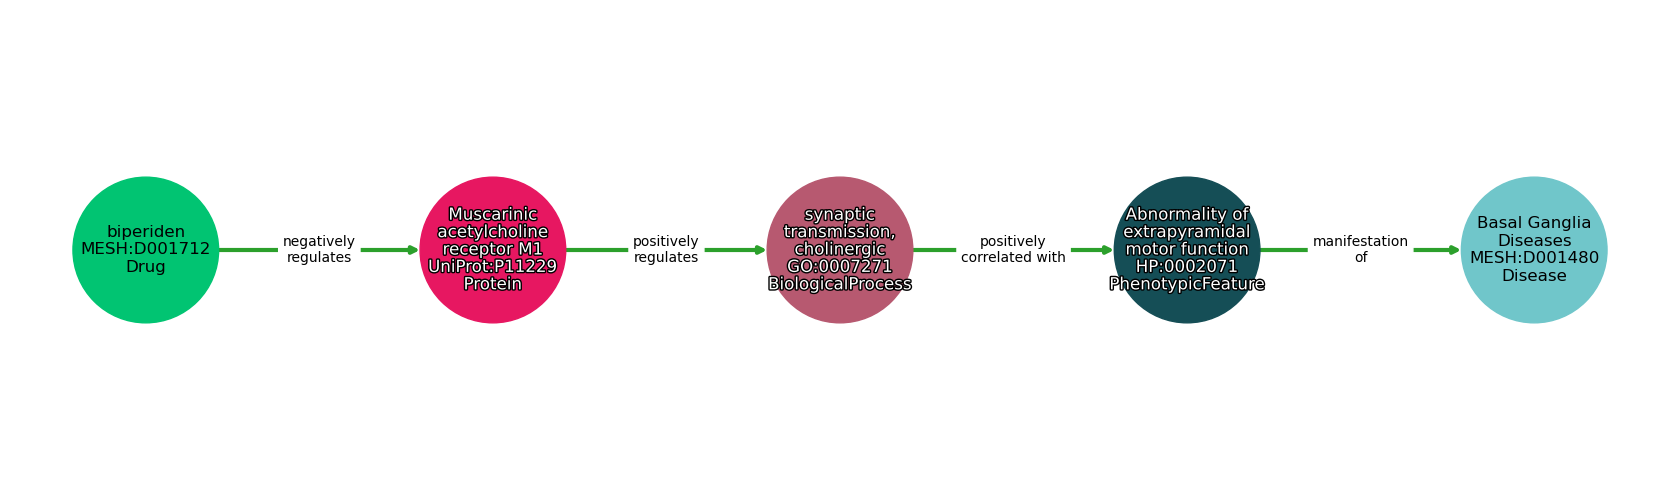 biperiden
MESH:D001712
Drug
negatively
regulates
Muscarinic
acetylcholine
receptor M1
UniProt:P11229
Protein
positively
regulates
synaptic
transmission,
cholinergic
GO:0007271
BiologicalProcess
positively
correlated with
Abnormality of
extrapyramidal
motor function
HP:0002071
PhenotypicFeature
manifestation
of
Basal Ganglia
Diseases
MESH:D001480
Disease